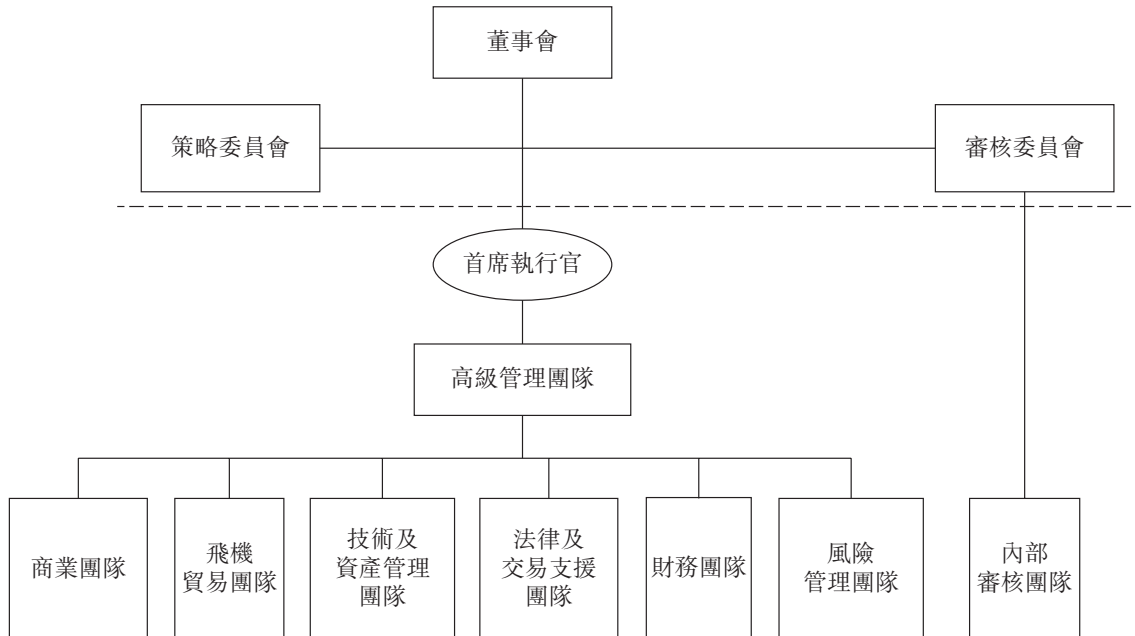 董事會
策略委員會
審核委員會
首席執行官
高級管理團隊
商業團隊
飛機
貿易團隊
技術及
資產管理
團隊
法律及
交易支援
團隊
財務團隊
風險
管理團隊
內部
審核團隊